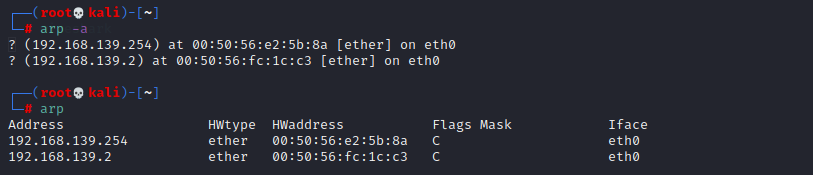 ┌──(root💀kali)-[~]
└─# arp -a
? (192.168.139.254) at 00:50:56:e2:5b:8a [ether] on eth0
? (192.168.139.2) at 00:50:56:fc:1c:c3 [ether] on eth0
┌──(root💀kali)-[~]
└─# arp
Address                  HWtype  HWaddress           Flags Mask            Iface
192.168.139.254          ether   00:50:56:e2:5b:8a   C                     eth0
192.168.139.2            ether   00:50:56:fc:1c:c3   C                     eth0